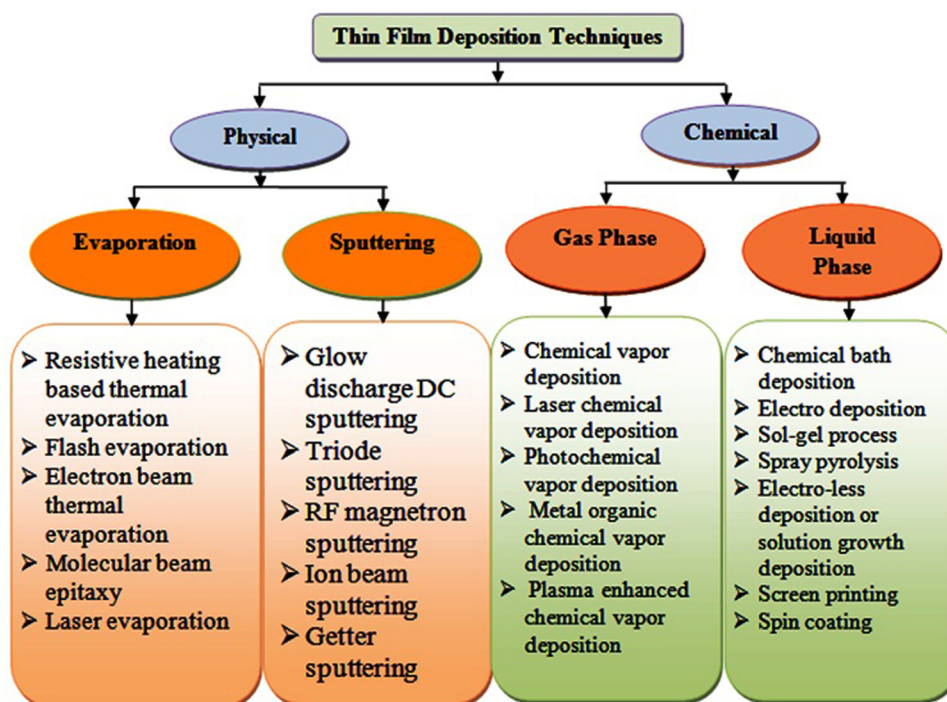 Thin Film Deposition Techniques
Physical
Chemical
Evaporation
Sputtering
Gas Phase
Liquid
Phase
➢ Resistive heating
based thermal
evaporation
➢ Flash evaporation
➢ Electron beam
thermal
evaporation
➢ Molecular beam
epitaxy
➢ Laser evaporation
➢ Glow
discharge DC
sputtering
➢ Triode
sputtering
➢ RF magnetron
sputtering
➢ Ion beam
sputtering
➢ Getter
sputtering
➢ Chemical vapor
deposition
➢ Laser chemical
vapor deposition
➢ Photochemical
vapor deposition
➢ Metal organic
chemical vapor
deposition
➢ Plasma enhanced
chemical vapor
deposition
➢ Chemical bath
deposition
➢ Electro deposition
➢ Sol-gel process
➢ Spray pyrolysis
➢ Electro-less
deposition or
solution growth
deposition
➢ Screen printing
➢ Spin coating